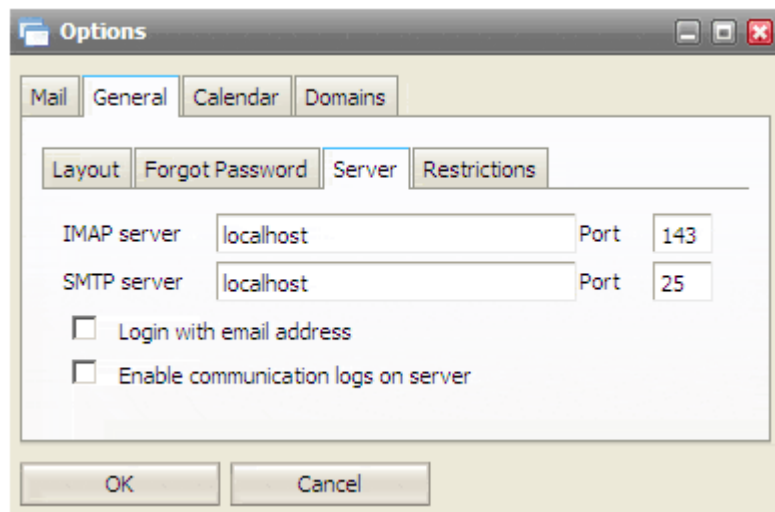 Options
Mail General Calendar Domains
Layout Forgot Password Server Restrictions
IMAP server localhost Port 143
SMTP server localhost Port 25
Login with email address
Enable communication logs on server
OK Cancel